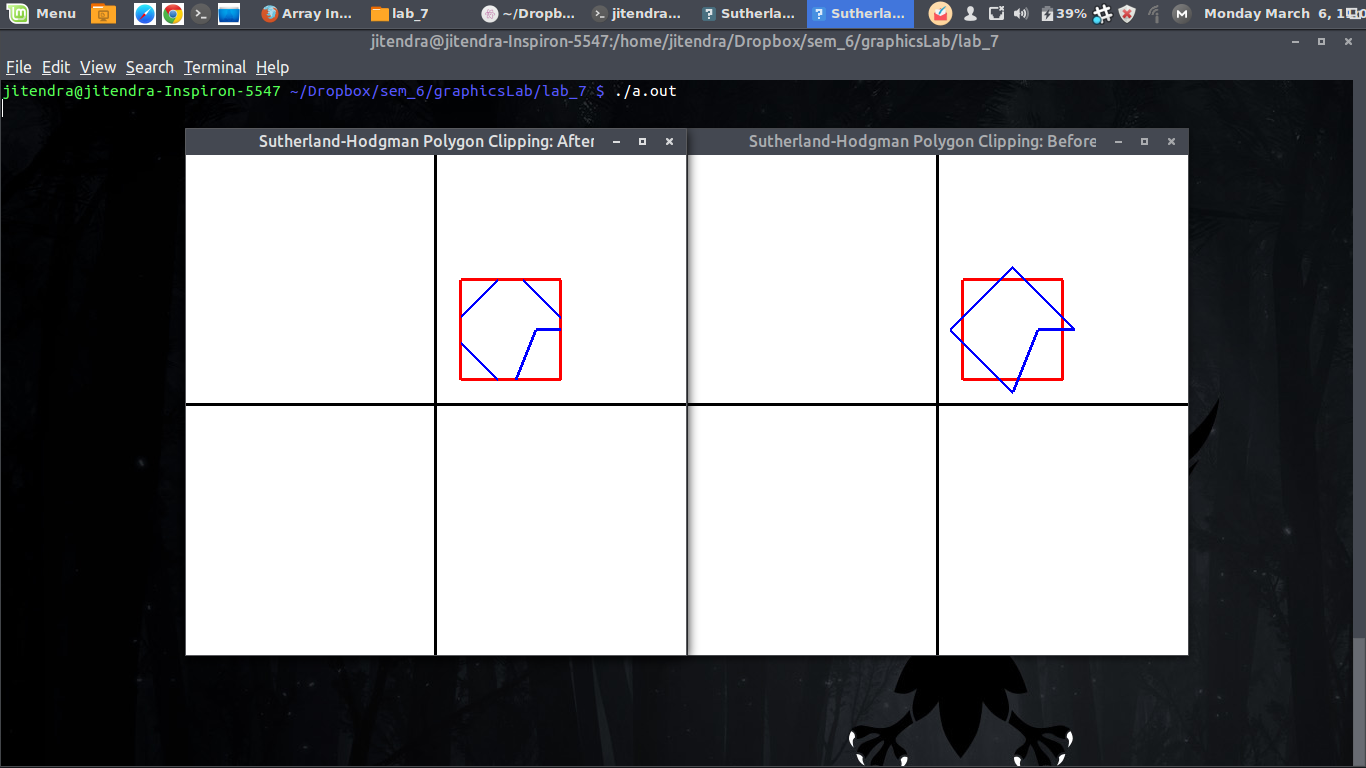 Menu Array In... lab_7 ~/Dropb... jitendra... Sutherla... Sutherla... 39% M Monday March 6,
jitendra@jitendra-Inspiron-5547:/home/jitendra/Dropbox/sem_6/graphicsLab/lab_7
File Edit View Search Terminal Help
jitendra@jitendra-Inspiron-5547 ~/Dropbox/sem_6/graphicsLab/lab_7 $ ./a.out
Sutherland-Hodgman Polygon Clipping: After
Sutherland-Hodgman Polygon Clipping: Before